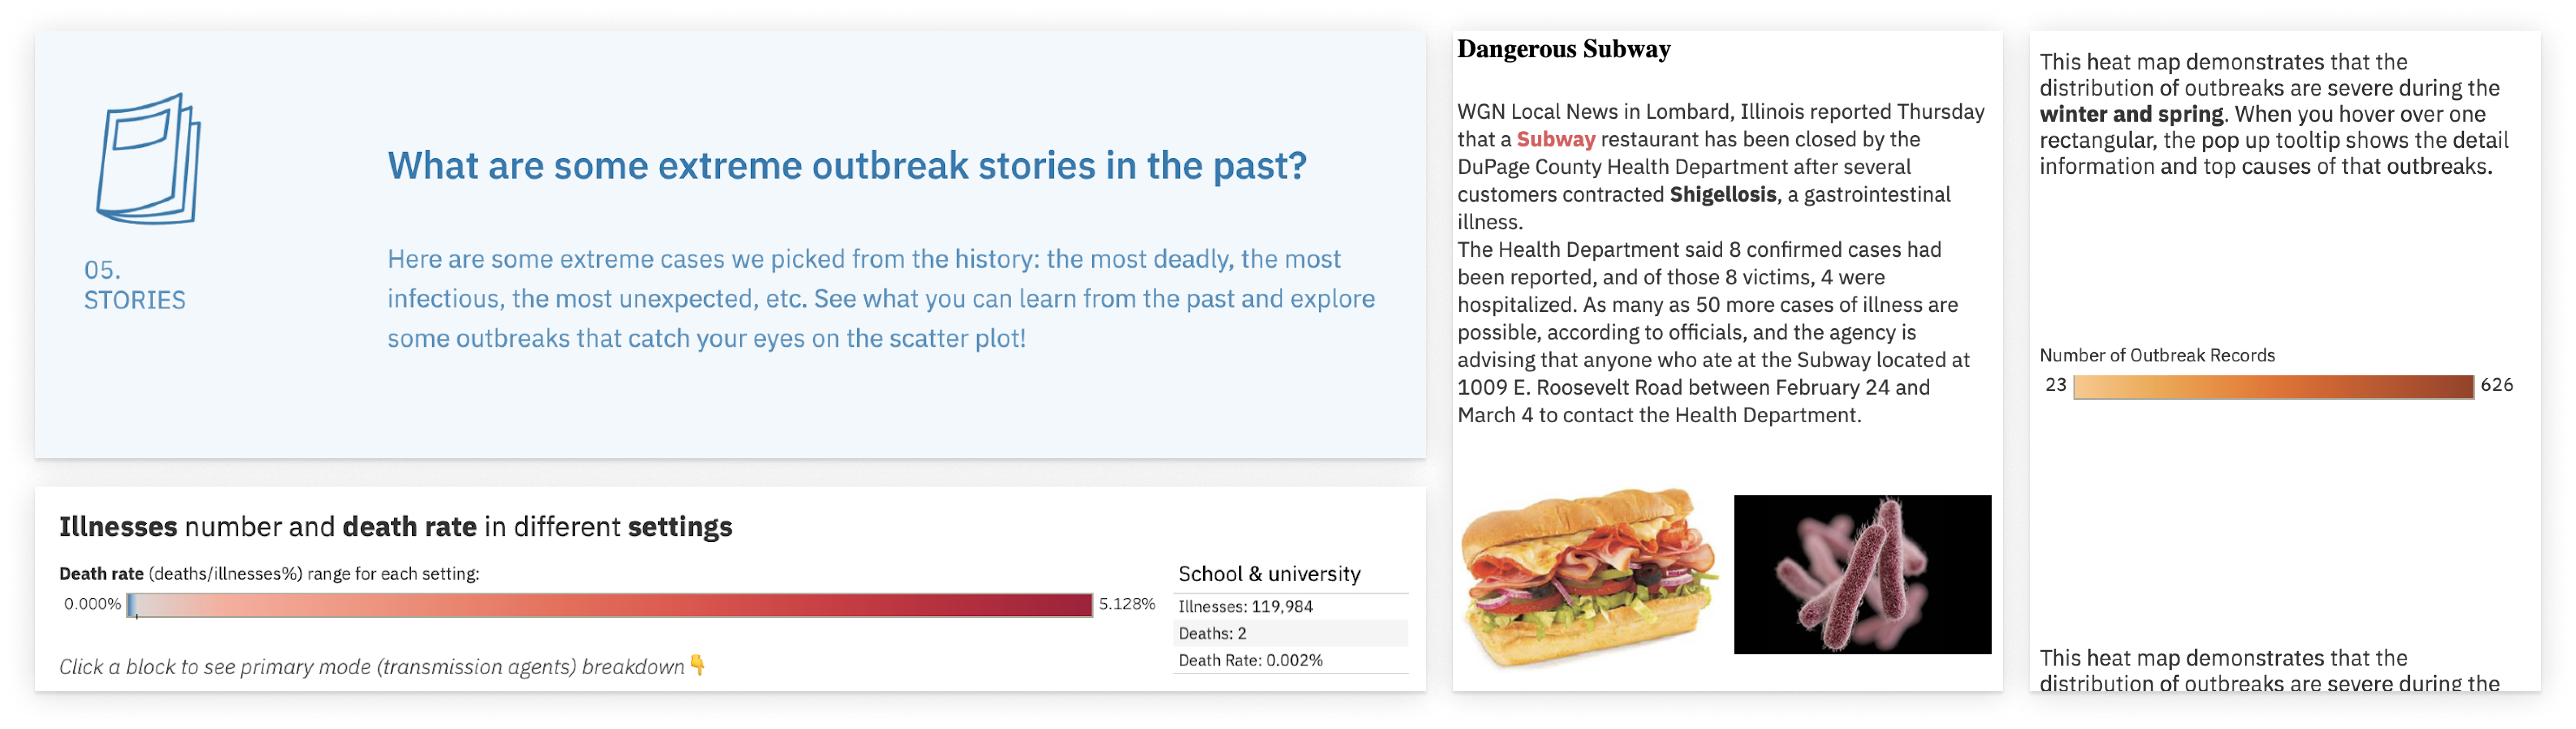 05.
STORIES
What are some extreme outbreak stories in the past?
Here are some extreme cases we picked from the history: the most deadly, the most
infectious, the most unexpected, etc. See what you can learn from the past and explore
some outbreaks that catch your eyes on the scatter plot!
Illnesses number and death rate in different settings
Death rate (deaths/illnesses%) range for each setting:
0.000% 5.128%
Click a block to see primary mode (transmission agents) breakdown👇
School & university
Illnesses: 119,984
Deaths: 2
Death Rate: 0.002%
Dangerous Subway
WGN Local News in Lombard, Illinois reported Thursday
that a Subway restaurant has been closed by the
DuPage County Health Department after several
customers contracted Shigellosis, a gastrointestinal
illness.
The Health Department said 8 confirmed cases had
been reported, and of those 8 victims, 4 were
hospitalized. As many as 50 more cases of illness are
possible, according to officials, and the agency is
advising that anyone who ate at the Subway located at
1009 E. Roosevelt Road between February 24 and
March 4 to contact the Health Department.
This heat map demonstrates that the
distribution of outbreaks are severe during the
winter and spring. When you hover over one
rectangular, the pop up tooltip shows the detail
information and top causes of that outbreaks.
Number of Outbreak Records
23 626
This heat map demonstrates that the
distribution of outbreaks are severe during the